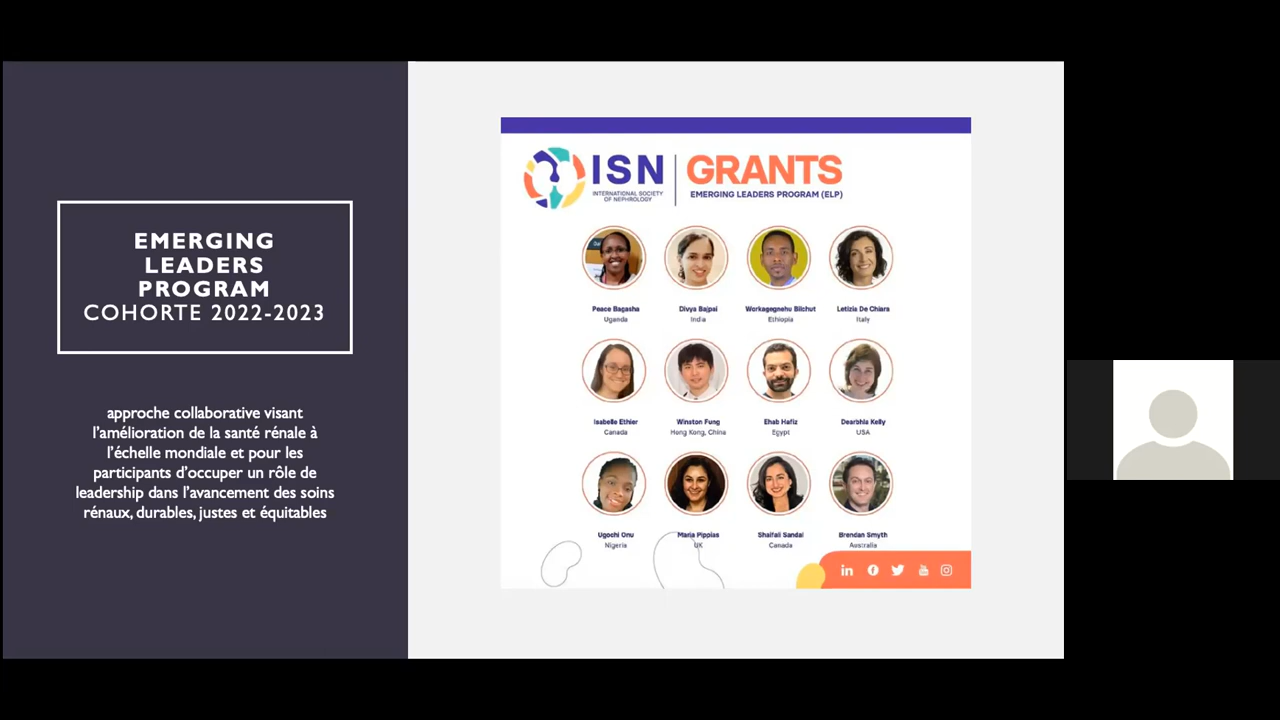 EMERGING
LEADERS
PROGRAM
COHORTE 2022-2023
approche collaborative visant
l'amélioration de la santé rénale à
l'échelle mondiale et pour les
participants d'occuper un rôle de
leadership dans l'avancement des soins
rénaux, durables, justes et équitables
ISN
INTERNATIONAL SOCIETY
OF NEPHROLOGY
GRANTS
EMERGING LEADERS PROGRAM (ELP)
Peace Bagasha
Uganda
Divya Bajpai
India
Workagegnehu Bilchut
Ethiopia
Letizia De Chiara
Italy
Isabelle Ethier
Canada
Winston Fung
Hong Kong, China
Ehab Hafiz
Egypt
Dearbhla Kelly
USA
Ugochi Onu
Nigeria
Maria Pippias
UK
Shaifali Sandal
Canada
Brendan Smyth
Australia